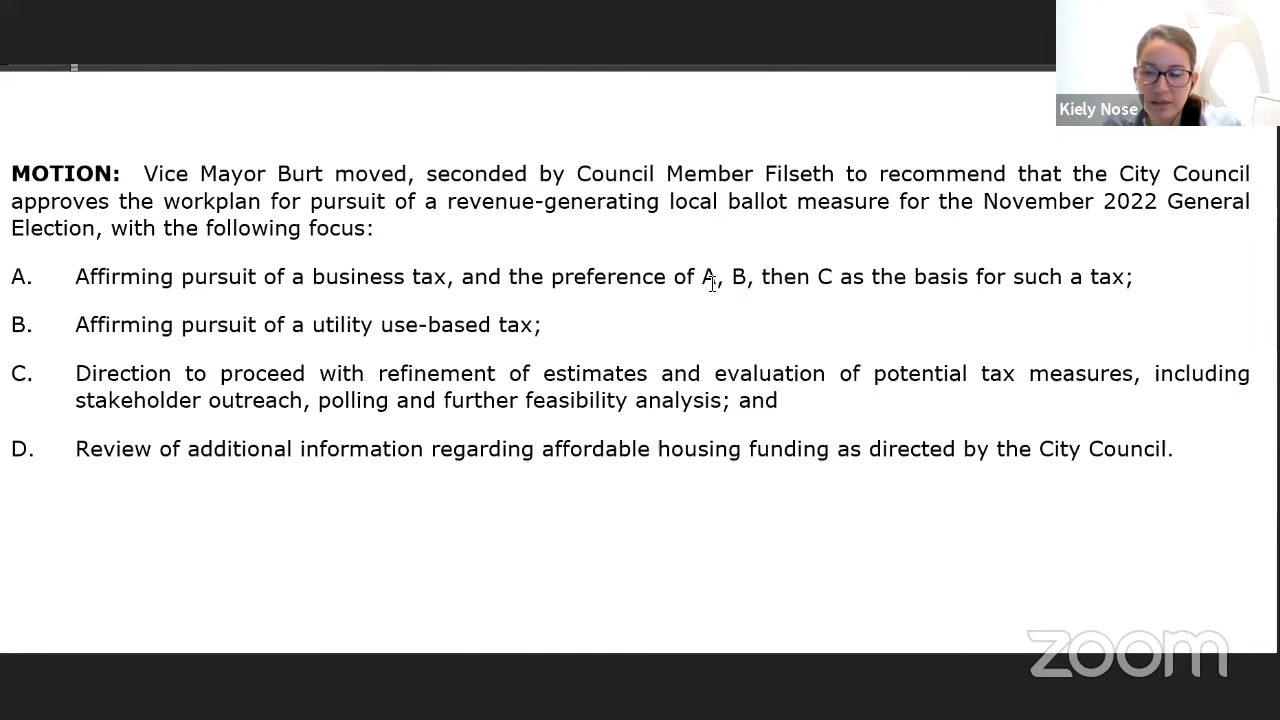 Kiely Nose
MOTION: Vice Mayor Burt moved, seconded by Council Member Filseth to recommend that the City Council
approves the workplan for pursuit of a revenue-generating local ballot measure for the November 2022 General
Election, with the following focus:
A. Affirming pursuit of a business tax, and the preference of A, B, then C as the basis for such a tax;
B. Affirming pursuit of a utility use-based tax;
C. Direction to proceed with refinement of estimates and evaluation of potential tax measures, including
stakeholder outreach, polling and further feasibility analysis; and
D. Review of additional information regarding affordable housing funding as directed by the City Council.
zoom